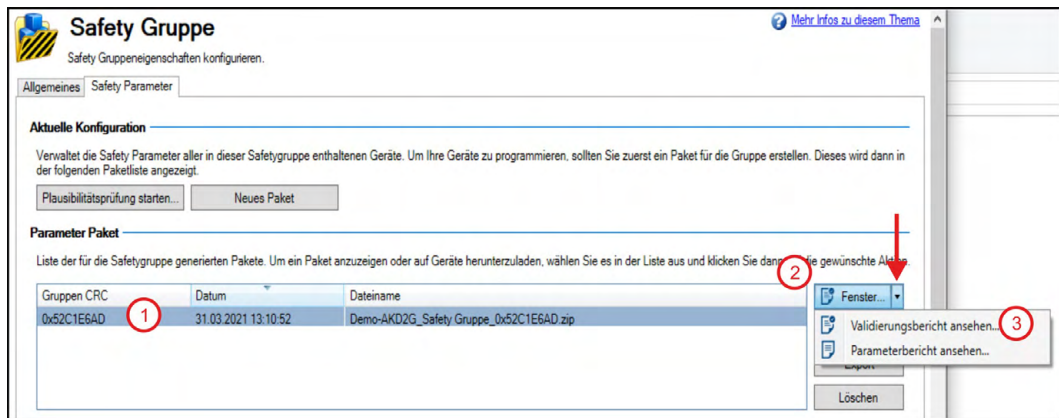 Safety Gruppe
Mehr Infos zu diesem Thema
Safety Gruppeneigenschaften konfigurieren.
Allgemeines Safety Parameter
Aktuelle Konfiguration
Verwaltet die Safety Parameter aller in dieser Safetygruppe enthaltenen Geräte. Um Ihre Geräte zu programmieren, sollten Sie zuerst ein Paket für die Gruppe erstellen. Dieses wird dann in
der folgenden Paketliste angezeigt.
Plausibilitätsprüfung starten... Neues Paket
Parameter Paket
Liste der für die Safetygruppe generierten Pakete. Um ein Paket anzuzeigen oder auf Geräte herunterzuladen, wählen Sie es in der Liste aus und klicken Sie die gewünschte
2
Gruppen CRC Datum Dateiname Fenster...
0x52C1E6AD 1 31.03.2021 13:10:52 Demo-AKD2G_Safety Gruppe_0x52C1E6AD.zip
Validierungsbericht ansehen... 3
Parameterbericht ansehen...
Export
Löschen